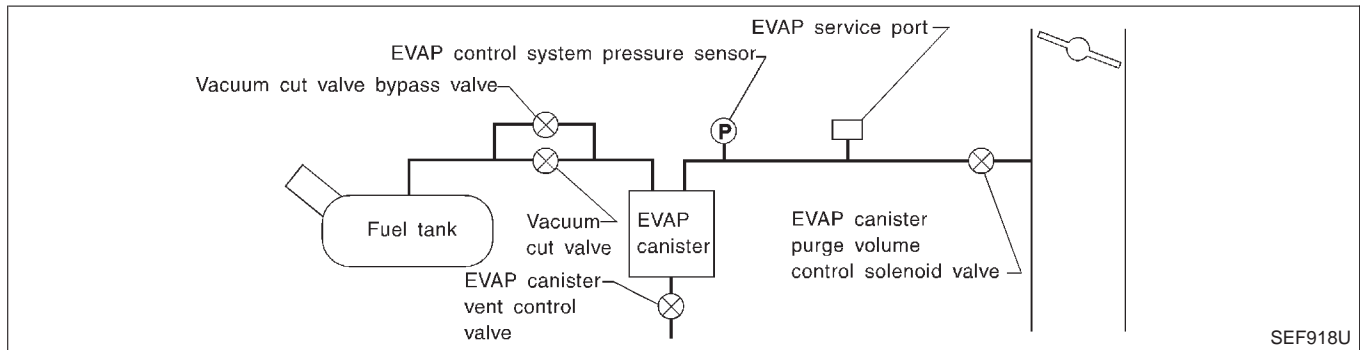 EVAP service port
EVAP control system pressure sensor
Vacuum cut valve bypass valve
P
Fuel tank
Vacuum
cut valve
EVAP
canister
EVAP canister
purge volume
control solenoid valve
EVAP canister
vent control
valve
SEF918U